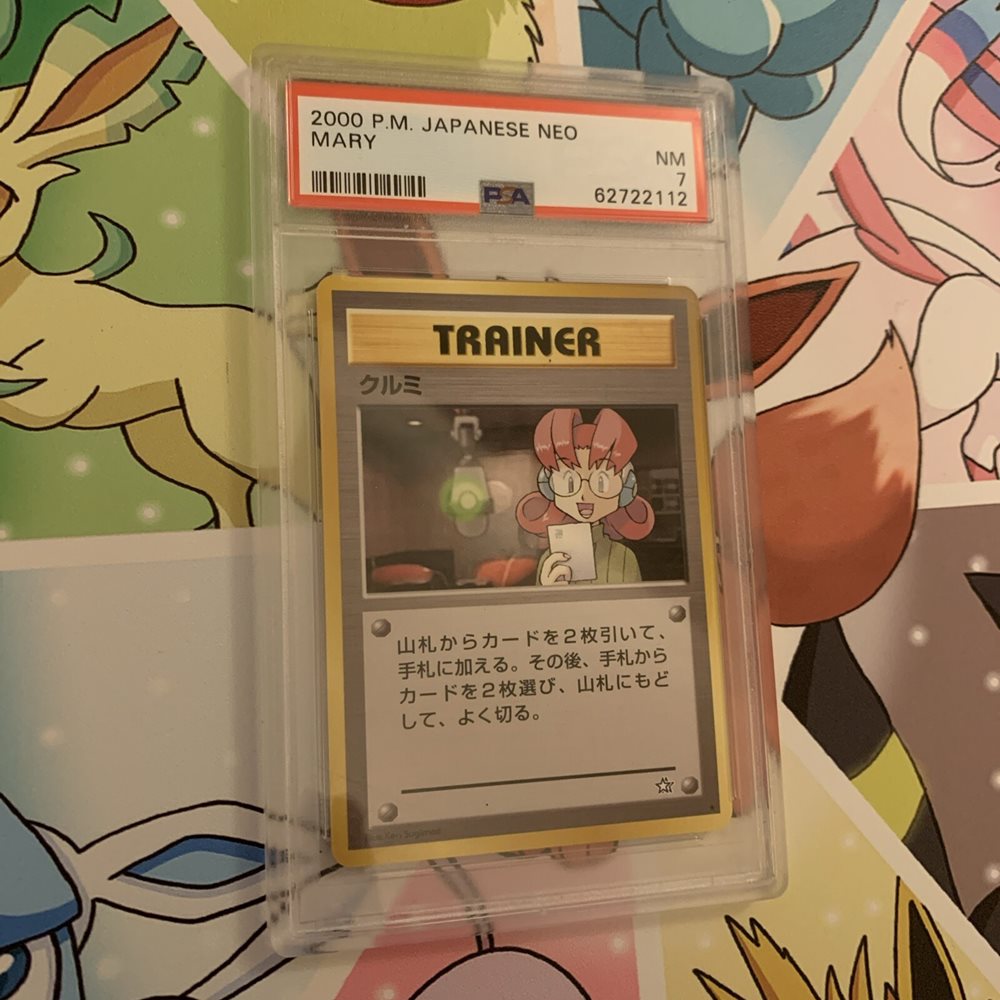 2000 P.M. JAPANESE NEO
MARY
NM
7
PSA
62722112
TRAINER
クルミ
山札からカードを2枚引いて、
手札に加える。その後、手札から
カードを2枚選び、山札にもど
して、よく切る。
Ken Sugimori